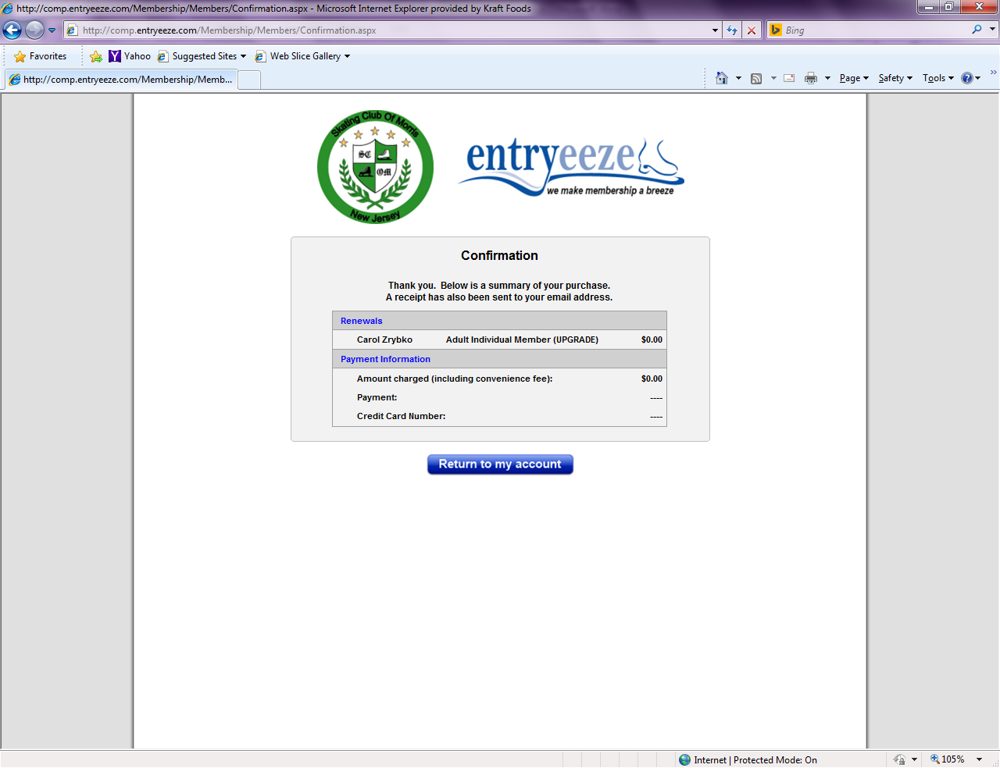 http://comp.entryeeze.com/Membership/Members/Confirmation.aspx - Microsoft Internet Explorer provided by Kraft Foods
http://comp.entryeeze.com/Membership/Members/Confirmation.aspx
Bing
Favorites Yahoo Suggested Sites Web Slice Gallery
http://comp.entryeeze.com/Membership/Memb...
Page Safety Tools
Skating Club Of Morris
SC
OM
New Jersey
entryeeze
we make membership a breeze
Confirmation
Thank you. Below is a summary of your purchase.
A receipt has also been sent to your email address.
Renewals
Carol Zrybko Adult Individual Member (UPGRADE) $0.00
Payment Information
Amount charged (including convenience fee): $0.00
Payment: ----
Credit Card Number: ----
Return to my account
Internet | Protected Mode: On
105%